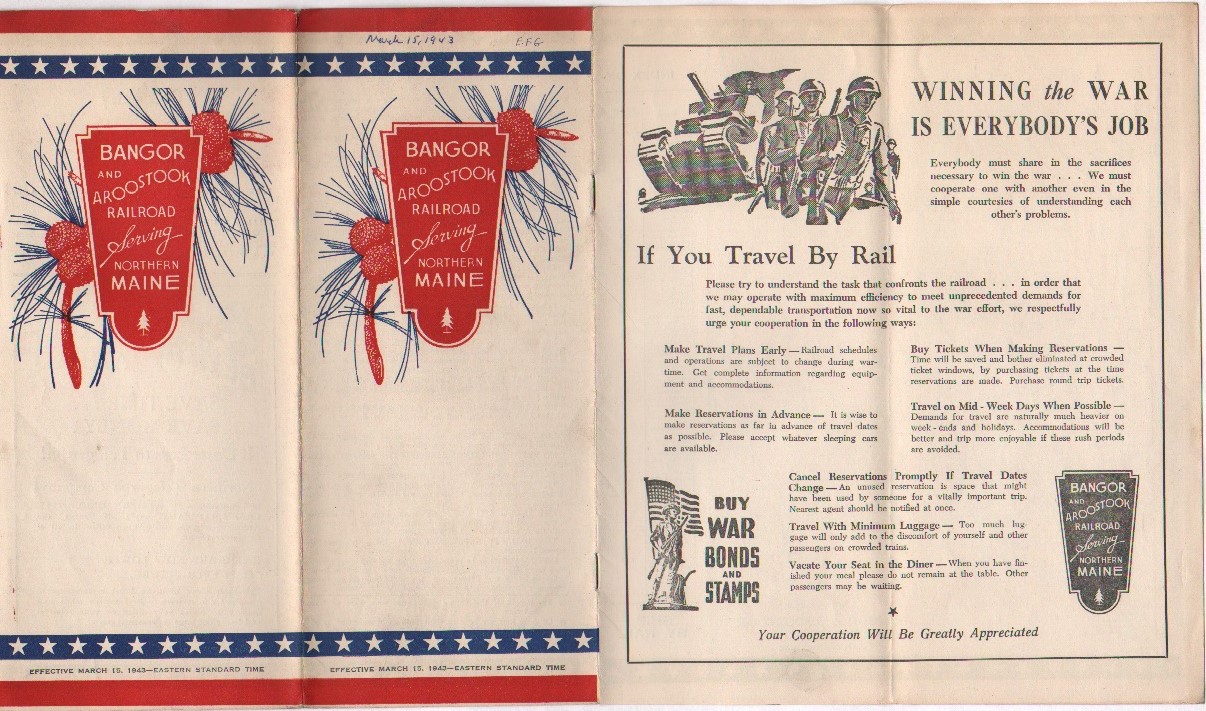 March 15, 1943
E.F.G
BANGOR
AND
AROOSTOOK
RAILROAD
Serving
NORTHERN
MAINE
EFFECTIVE MARCH 15, 1943—EASTERN STANDARD TIME
BANGOR
AND
AROOSTOOK
RAILROAD
Serving
NORTHERN
MAINE
EFFECTIVE MARCH 15, 1943—EASTERN STANDARD TIME
WINNING the WAR
IS EVERYBODY'S JOB
Everybody must share in the sacrifices
necessary to win the war . . . We must
cooperate one with another even in the
simple courtesies of understanding each
other's problems.
If You Travel By Rail
Please try to understand the task that confronts the railroad . . . in order that
we may operate with maximum efficiency to meet unprecedented demands for
fast, dependable transportation now so vital to the war effort, we respectfully
urge your cooperation in the following ways:
Make Travel Plans Early — Railroad schedules
and operations are subject to change during war-
time. Get complete information regarding equip-
ment and accommodations.
Make Reservations in Advance — It is wise to
make reservations as far in advance of travel dates
as possible. Please accept whatever sleeping cars
are available.
Buy Tickets When Making Reservations —
Time will be saved and bother eliminated at crowded
ticket windows, by purchasing tickets at the time
reservations are made. Purchase round trip tickets.
Travel on Mid - Week Days When Possible —
Demands for travel are naturally much heavier on
week - ends and holidays. Accommodations will be
better and trip more enjoyable if these rush periods
are avoided.
Cancel Reservations Promptly If Travel Dates
Change — An unused reservation is space that might
have been used by someone for a vitally important trip.
Nearest agent should be notified at once.
Travel With Minimum Luggage — Too much lug-
gage will only add to the discomfort of yourself and other
passengers on crowded trains.
Vacate Your Seat in the Diner — When you have fin-
ished your meal please do not remain at the table. Other
passengers may be waiting.
BUY
WAR
BONDS
AND
STAMPS
BANGOR
AND
AROOSTOOK
RAILROAD
Serving
NORTHERN
MAINE
Your Cooperation Will Be Greatly Appreciated